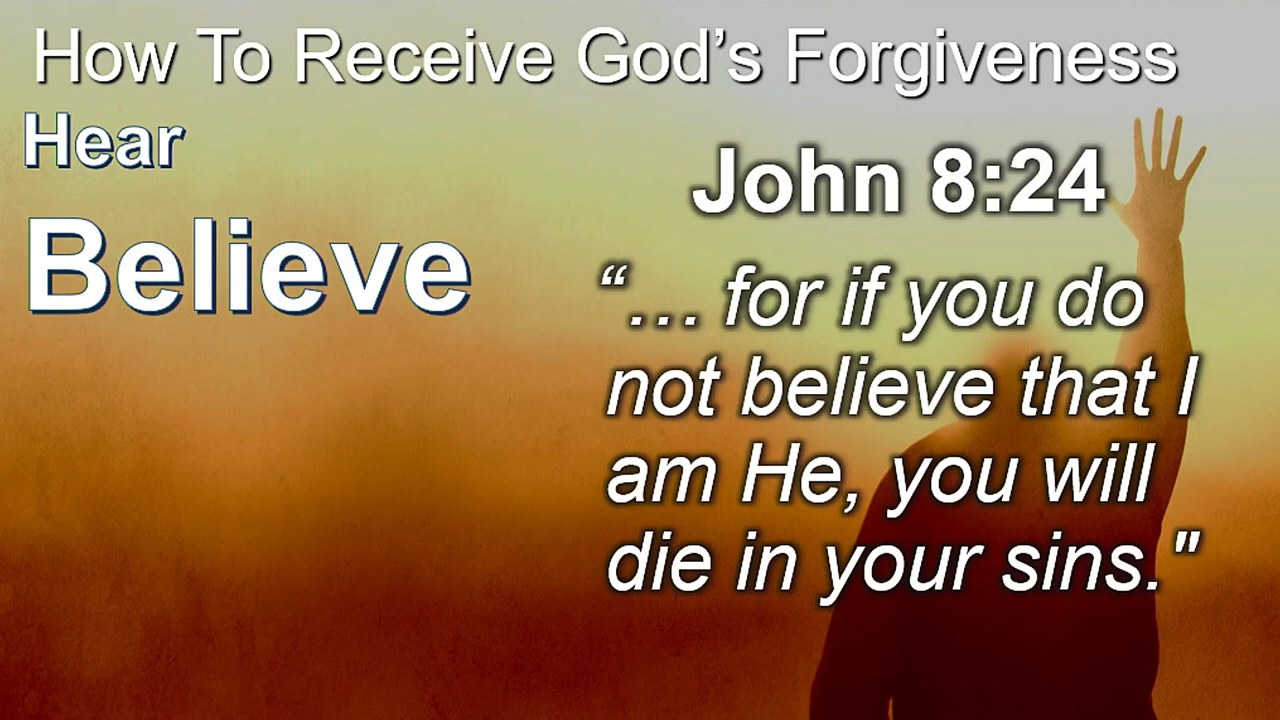 How To Receive God’s Forgiveness
Hear
Believe
John 8:24
“… for if you do
not believe that I
am He, you will
die in your sins."